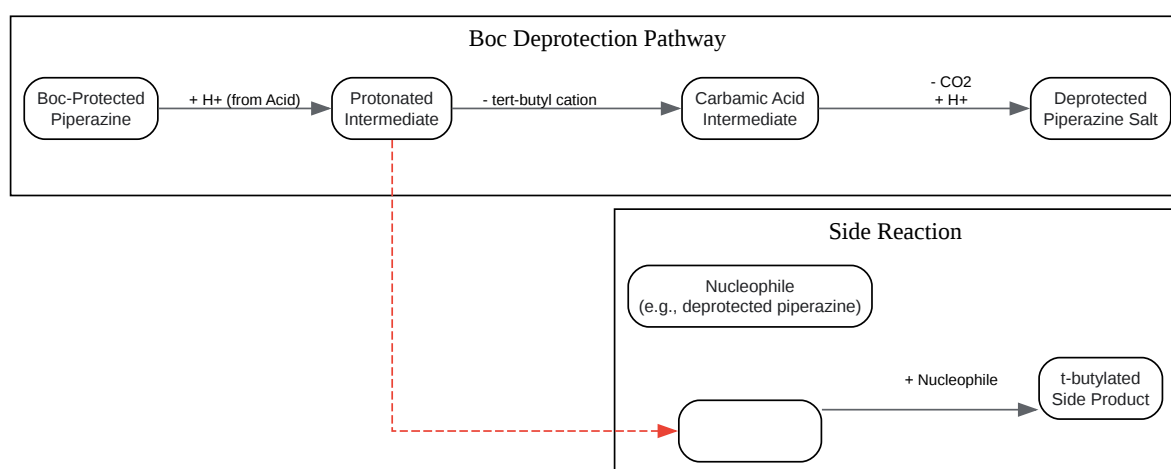 Boc Deprotection Pathway
Boc-Protected
Piperazine
+ H+ (from Acid)
Protonated
Intermediate
- tert-butyl cation
Carbamic Acid
Intermediate
- CO2
+ H+
Deprotected
Piperazine Salt
Side Reaction
Nucleophile
(e.g., deprotected piperazine)
+ Nucleophile
t-butylated
Side Product